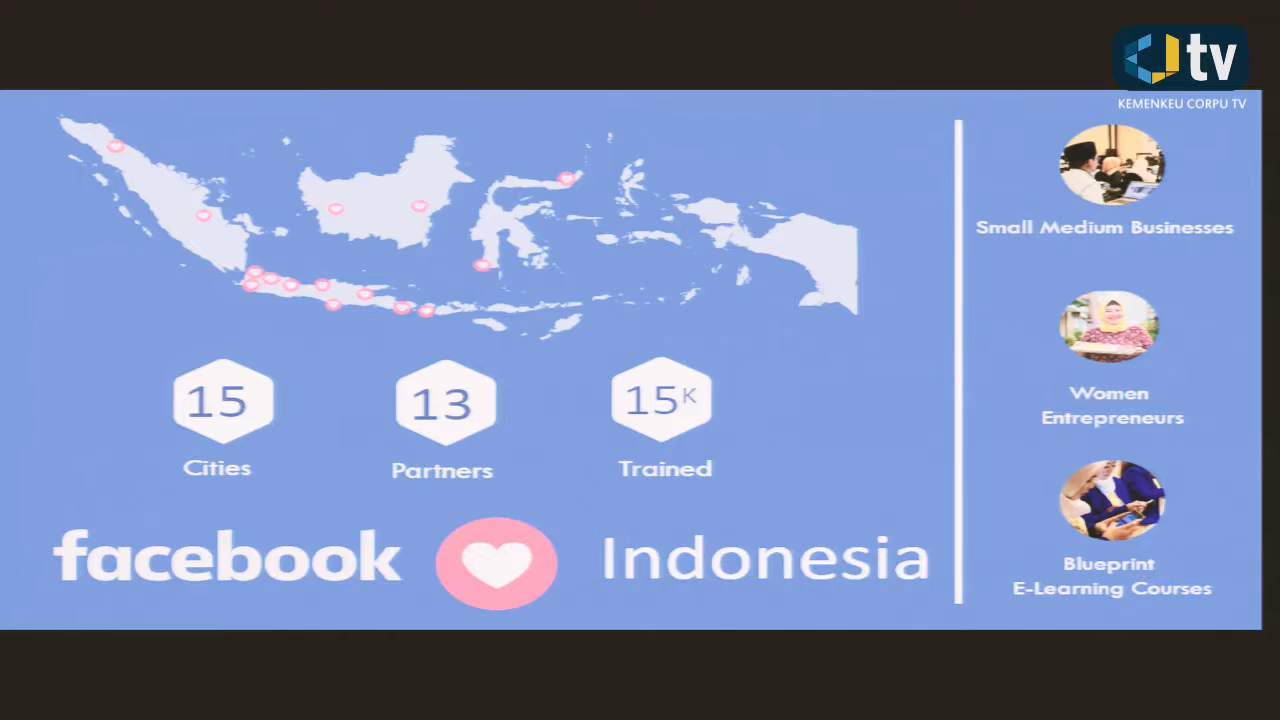 tv
KEMENKEU CORPU TV
Small Medium Businesses
Women
Entrepreneurs
Blueprint
E-Learning Courses
15
Cities
13
Partners
15K
Trained
facebook
Indonesia